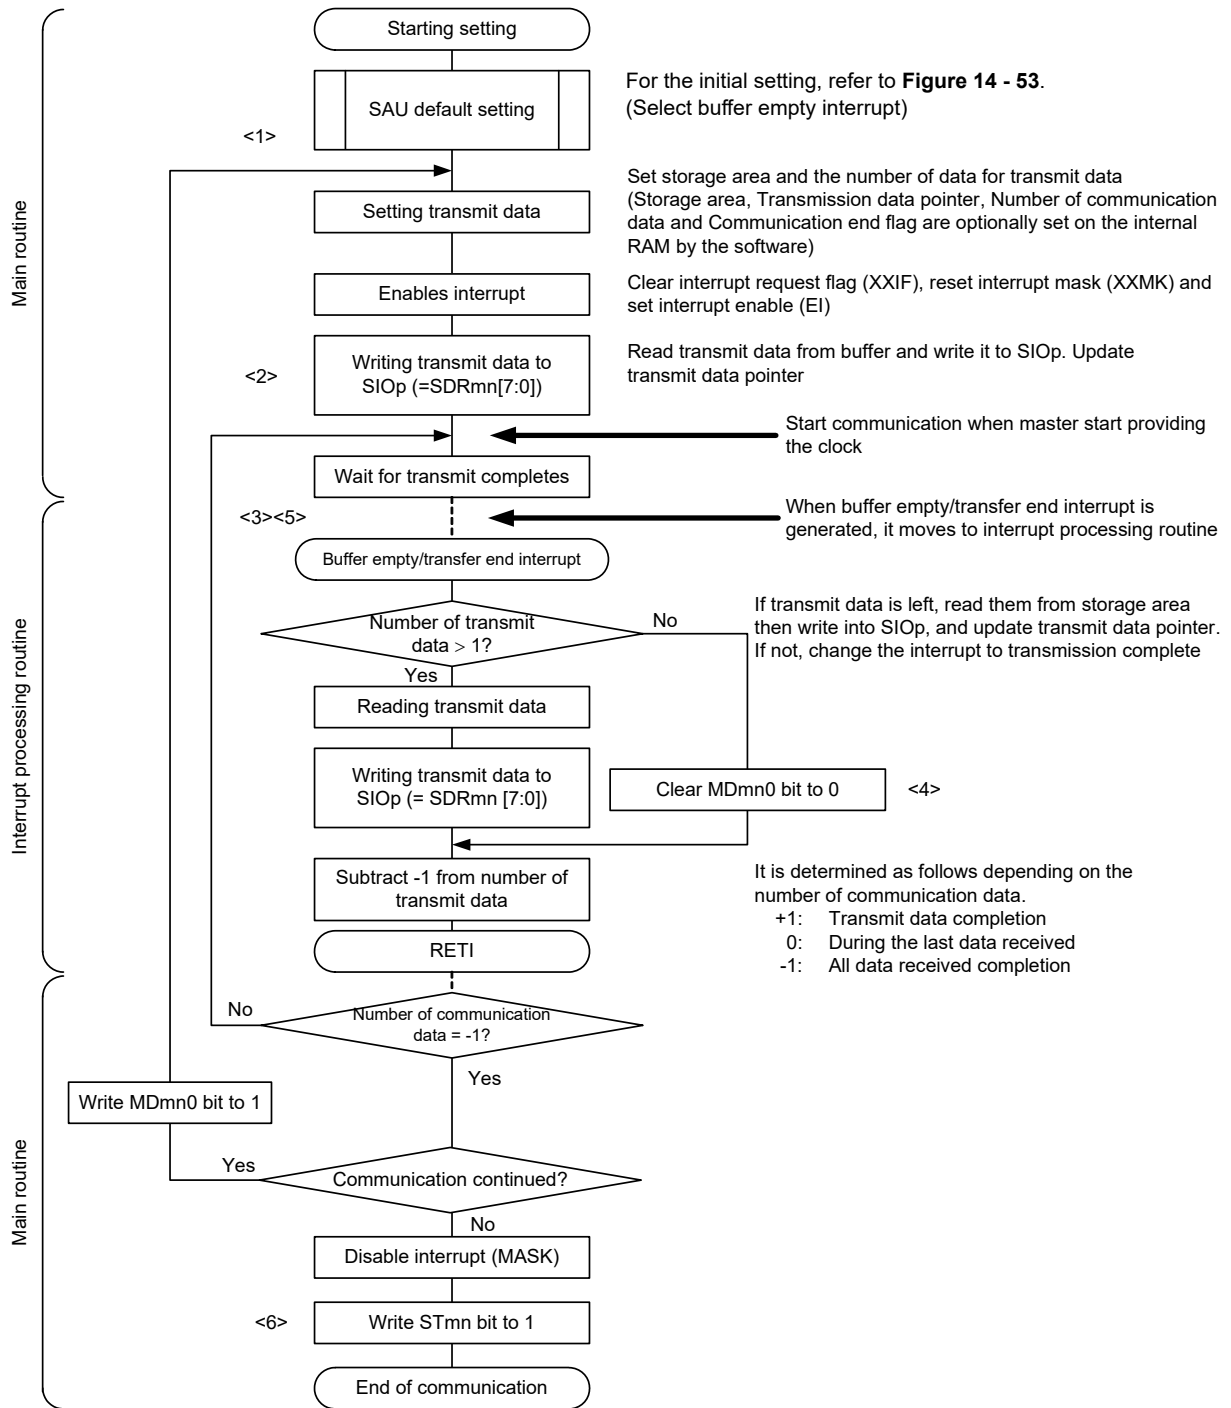 Starting setting
SAU default setting
For the initial setting, refer to Figure 14 - 53.
(Select buffer empty interrupt)
<1>
Setting transmit data
Set storage area and the number of data for transmit data
(Storage area, Transmission data pointer, Number of communication
data and Communication end flag are optionally set on the internal
RAM by the software)
Main routine
Enables interrupt
Clear interrupt request flag (XXIF), reset interrupt mask (XXMK) and
set interrupt enable (EI)
<2>
Writing transmit data to
SIOp (=SDRmn[7:0])
Read transmit data from buffer and write it to SIOp. Update
transmit data pointer
Start communication when master start providing
the clock
Wait for transmit completes
<3><5>
When buffer empty/transfer end interrupt is
generated, it moves to interrupt processing routine
Buffer empty/transfer end interrupt
Number of transmit
data > 1?
No
Yes
If transmit data is left, read them from storage area
then write into SIOp, and update transmit data pointer.
If not, change the interrupt to transmission complete
Reading transmit data
Interrupt processing routine
Writing transmit data to
SIOp (= SDRmn [7:0])
Clear MDmn0 bit to 0
<4>
Subtract -1 from number of
transmit data
It is determined as follows depending on the
number of communication data.
+1: Transmit data completion
0: During the last data received
-1: All data received completion
RETI
No
Number of communication
data = -1?
Yes
Write MDmn0 bit to 1
Main routine
Yes
Communication continued?
No
Disable interrupt (MASK)
<6>
Write STmn bit to 1
End of communication